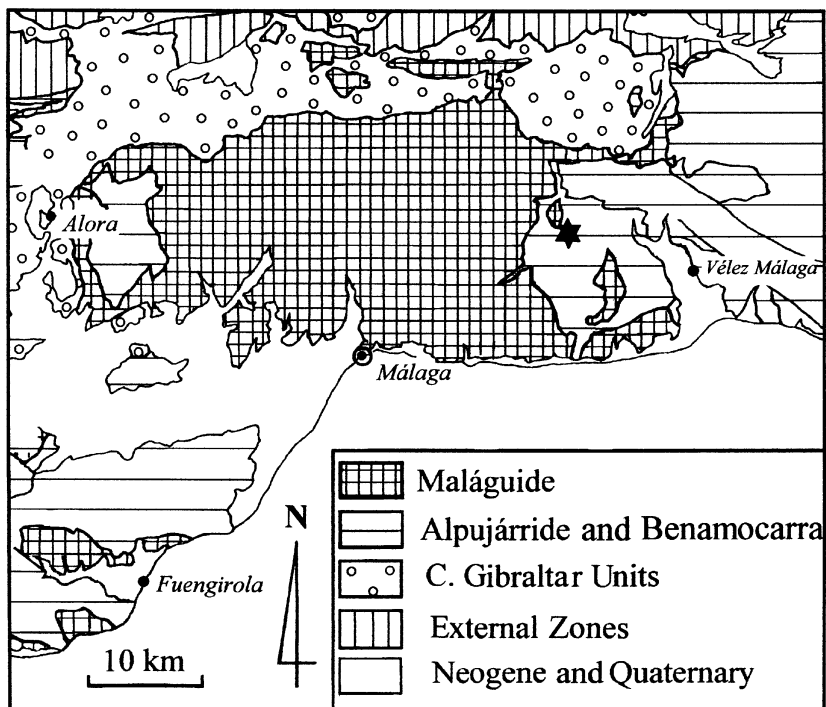 Alora
Vélez Málaga
Málaga
N
Fuengirola
10 km
Maláguide
Alpujárride and Benamocarra
C. Gibraltar Units
External Zones
Neogene and Quaternary